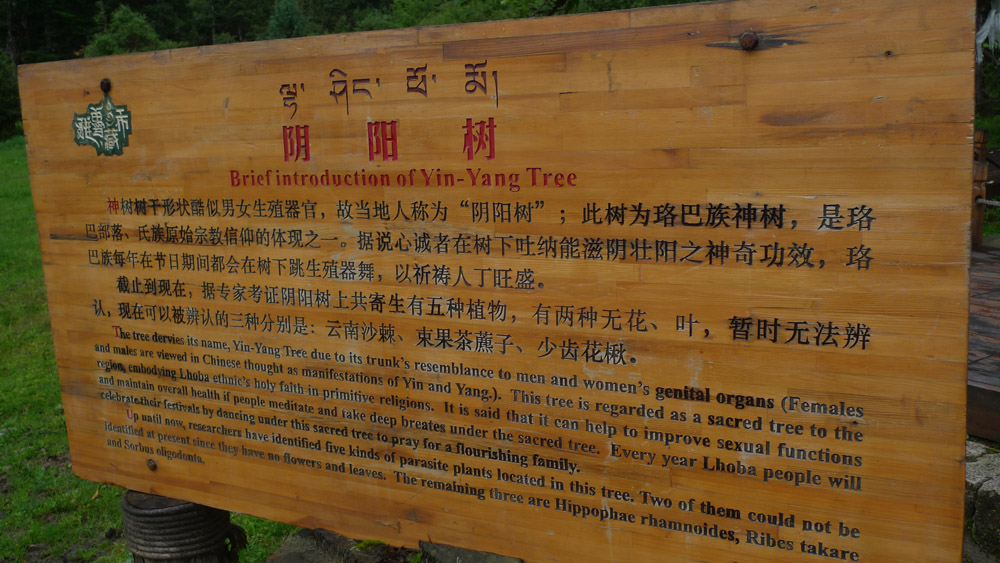 ལྷ་ ཤིང་ ཕོ་ མོ།
阴 阳 树
Brief introduction of Yin-Yang Tree
神树树干形状酷似男女生殖器官，故当地人称为“阴阳树”；此树为珞巴族神树，是珞
巴部落、氏族原始宗教信仰的体现之一。据说心诚者在树下吐纳能滋阴壮阳之神奇功效，珞
巴族每年在节日期间都会在树下跳生殖器舞，以祈祷人丁旺盛。
截止到现在，据专家考证阴阳树上共寄生有五种植物，有两种无花、叶，暂时无法辨
认，现在可以被辨认的三种分别是：云南沙棘、束果茶藨子、少齿花楸。
The tree dervies its name, Yin-Yang Tree due to its trunk's resemblance to men and women's genital organs (Females
and males are viewed in Chinese thought as manifestations of Yin and Yang.). This tree is regarded as a sacred tree to the
region, embodying Lhoba ethnic's holy faith in primitive religions. It is said that it can help to improve sexual functions
and maintain overall health if people meditate and take deep breates under the sacred tree. Every year Lhoba people will
celebrate their festivals by dancing under this sacred tree to pray for a flourishing family.
Up until now, researchers have identified five kinds of parasite plants located in this tree. Two of them could not be
identified at present since they have no flowers and leaves. The remaining three are Hippophae rhamnoides, Ribes takare
and Sorbus oligodonta.